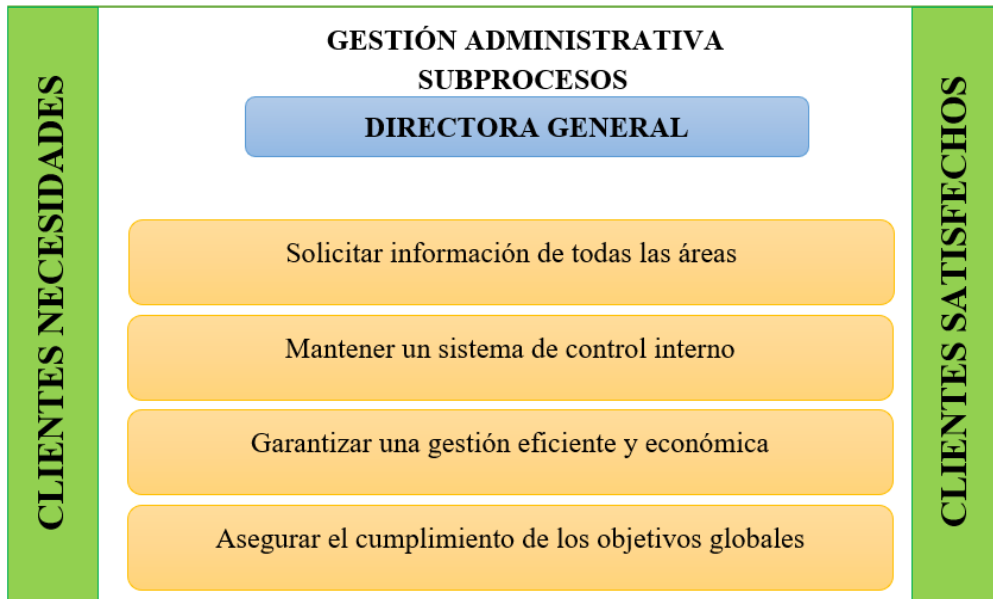 CLIENTES NECESIDADES
GESTIÓN ADMINISTRATIVA
SUBPROCESOS
DIRECTORA GENERAL
Solicitar información de todas las áreas
Mantener un sistema de control interno
Garantizar una gestión eficiente y económica
Asegurar el cumplimiento de los objetivos globales
CLIENTES SATISFECHOS